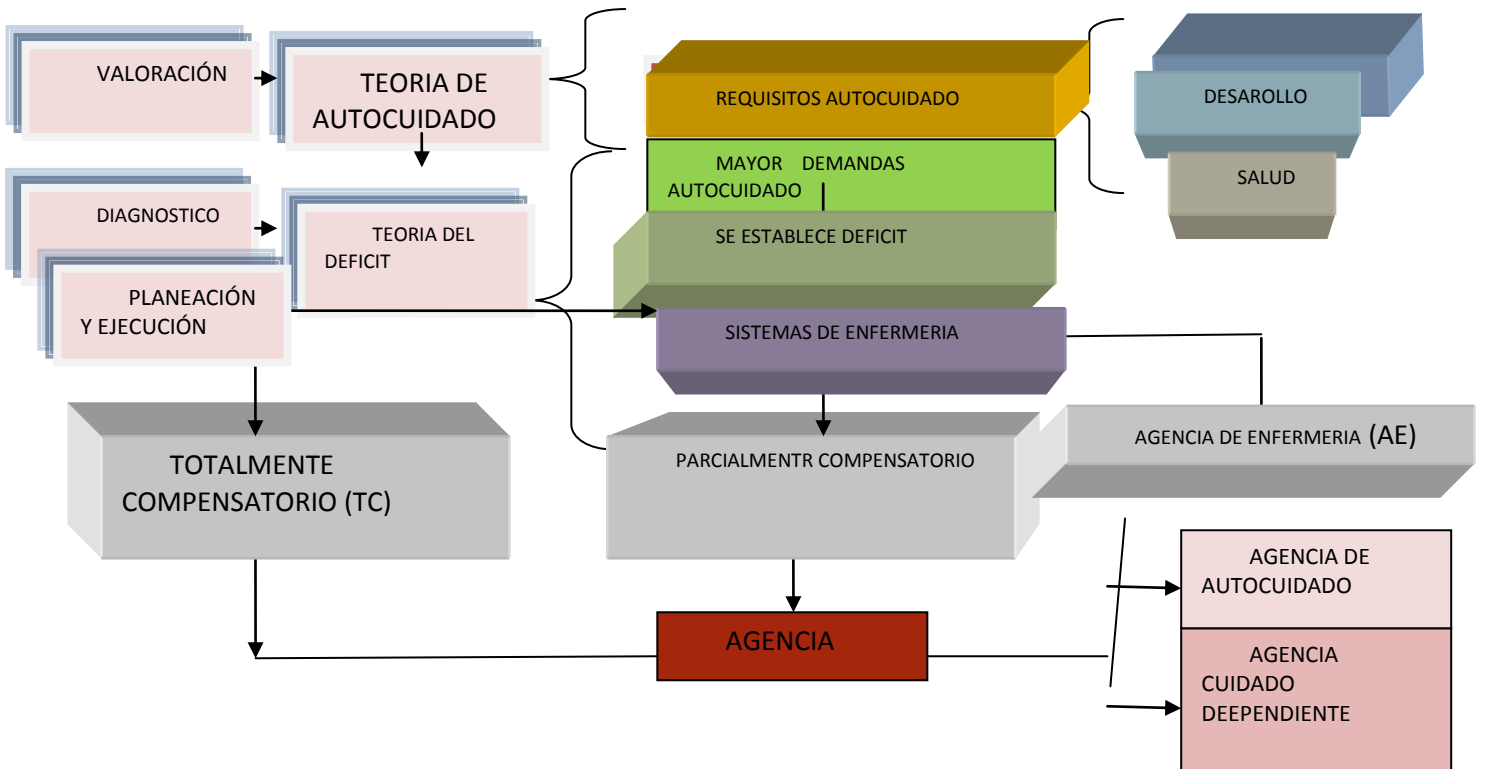 VALORACIÓN
TEORIA DE
AUTOCUIDADO
REQUISITOS AUTOCUIDADO
DESAROLLO
MAYOR DEMANDAS
AUTOCUIDADO
SALUD
DIAGNOSTICO
TEORIA DEL
DEFICIT
SE ESTABLECE DEFICIT
PLANEACIÓN
Y EJECUCIÓN
SISTEMAS DE ENFERMERIA
TOTALMENTE
COMPENSATORIO (TC)
PARCIALMENTR COMPENSATORIO
AGENCIA DE ENFERMERIA (AE)
AGENCIA
AGENCIA DE
AUTOCUIDADO
AGENCIA
CUIDADO
DEEPENDIENTE